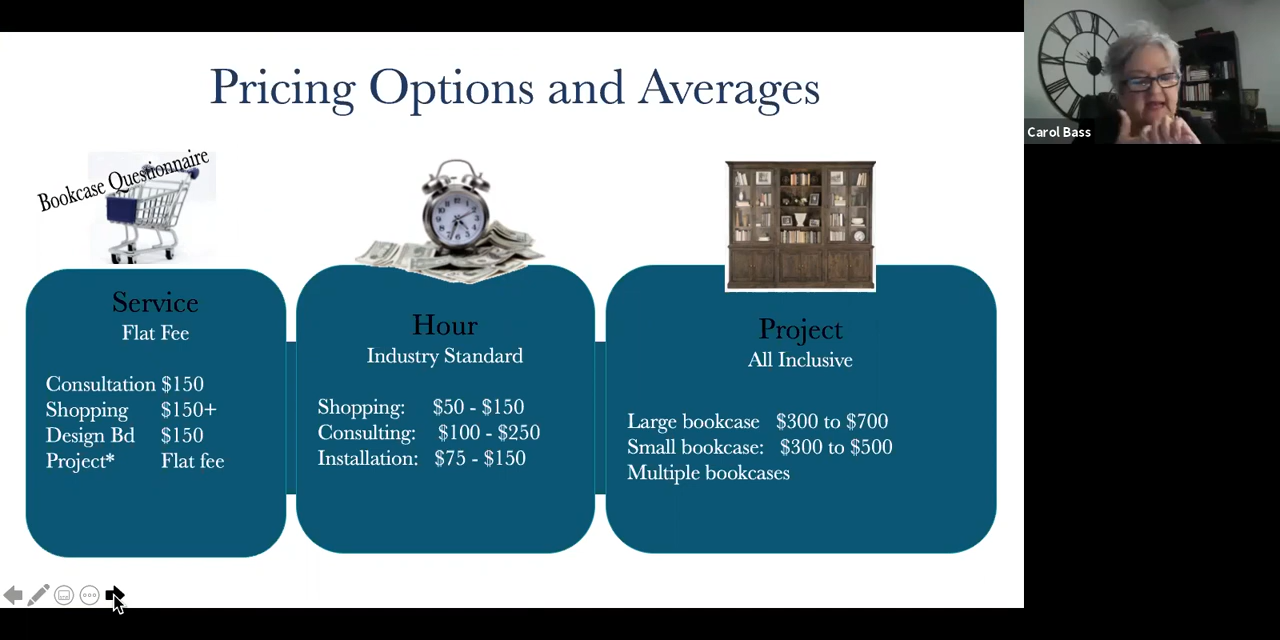 Pricing Options and Averages
Carol Bass
Bookcase Questionnaire
Service
Flat Fee
Consultation $150
Shopping $150+
Design Bd $150
Project* Flat fee
Hour
Industry Standard
Shopping: $50 - $150
Consulting: $100 - $250
Installation: $75 - $150
Project
All Inclusive
Large bookcase $300 to $700
Small bookcase: $300 to $500
Multiple bookcases